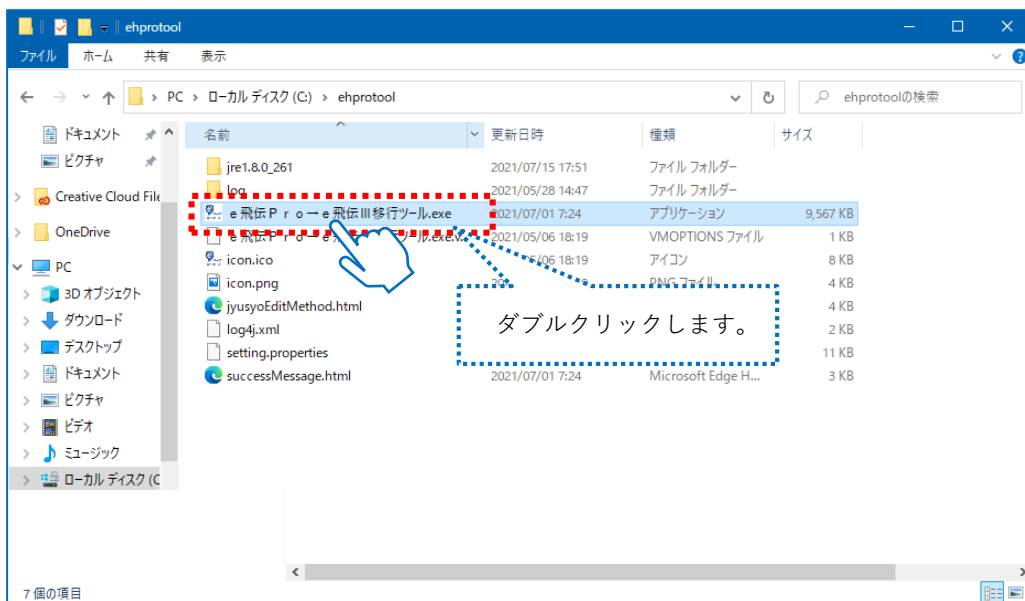 ehprotool
ファイル ホーム 共有 表示
PC ローカル ディスク (C:) ehprotool ehprotoolの検索
ドキュメント
ピクチャ
Creative Cloud File
OneDrive
PC
3D オブジェクト
ダウンロード
デスクトップ
ドキュメント
ピクチャ
ビデオ
ミュージック
ローカル ディスク (C
名前 更新日時 種類 サイズ
jre1.8.0_261 2021/07/15 17:51 ファイル フォルダー
log 2021/05/28 14:47 ファイル フォルダー
e飛伝Pro→e飛伝Ⅲ移行ツール.exe 2021/07/01 7:24 アプリケーション 9,567 KB
2021/05/06 18:19 VMOPTIONS ファイル 1 KB
icon.ico 18:19 アイコン 8 KB
icon.png 4 KB
jyusyoEditMethod.html 4 KB
log4j.xml 2 KB
setting.properties 11 KB
successMessage.html 2021/07/01 7:24 Microsoft Edge H... 3 KB
ダブルクリックします。
7 個の項目